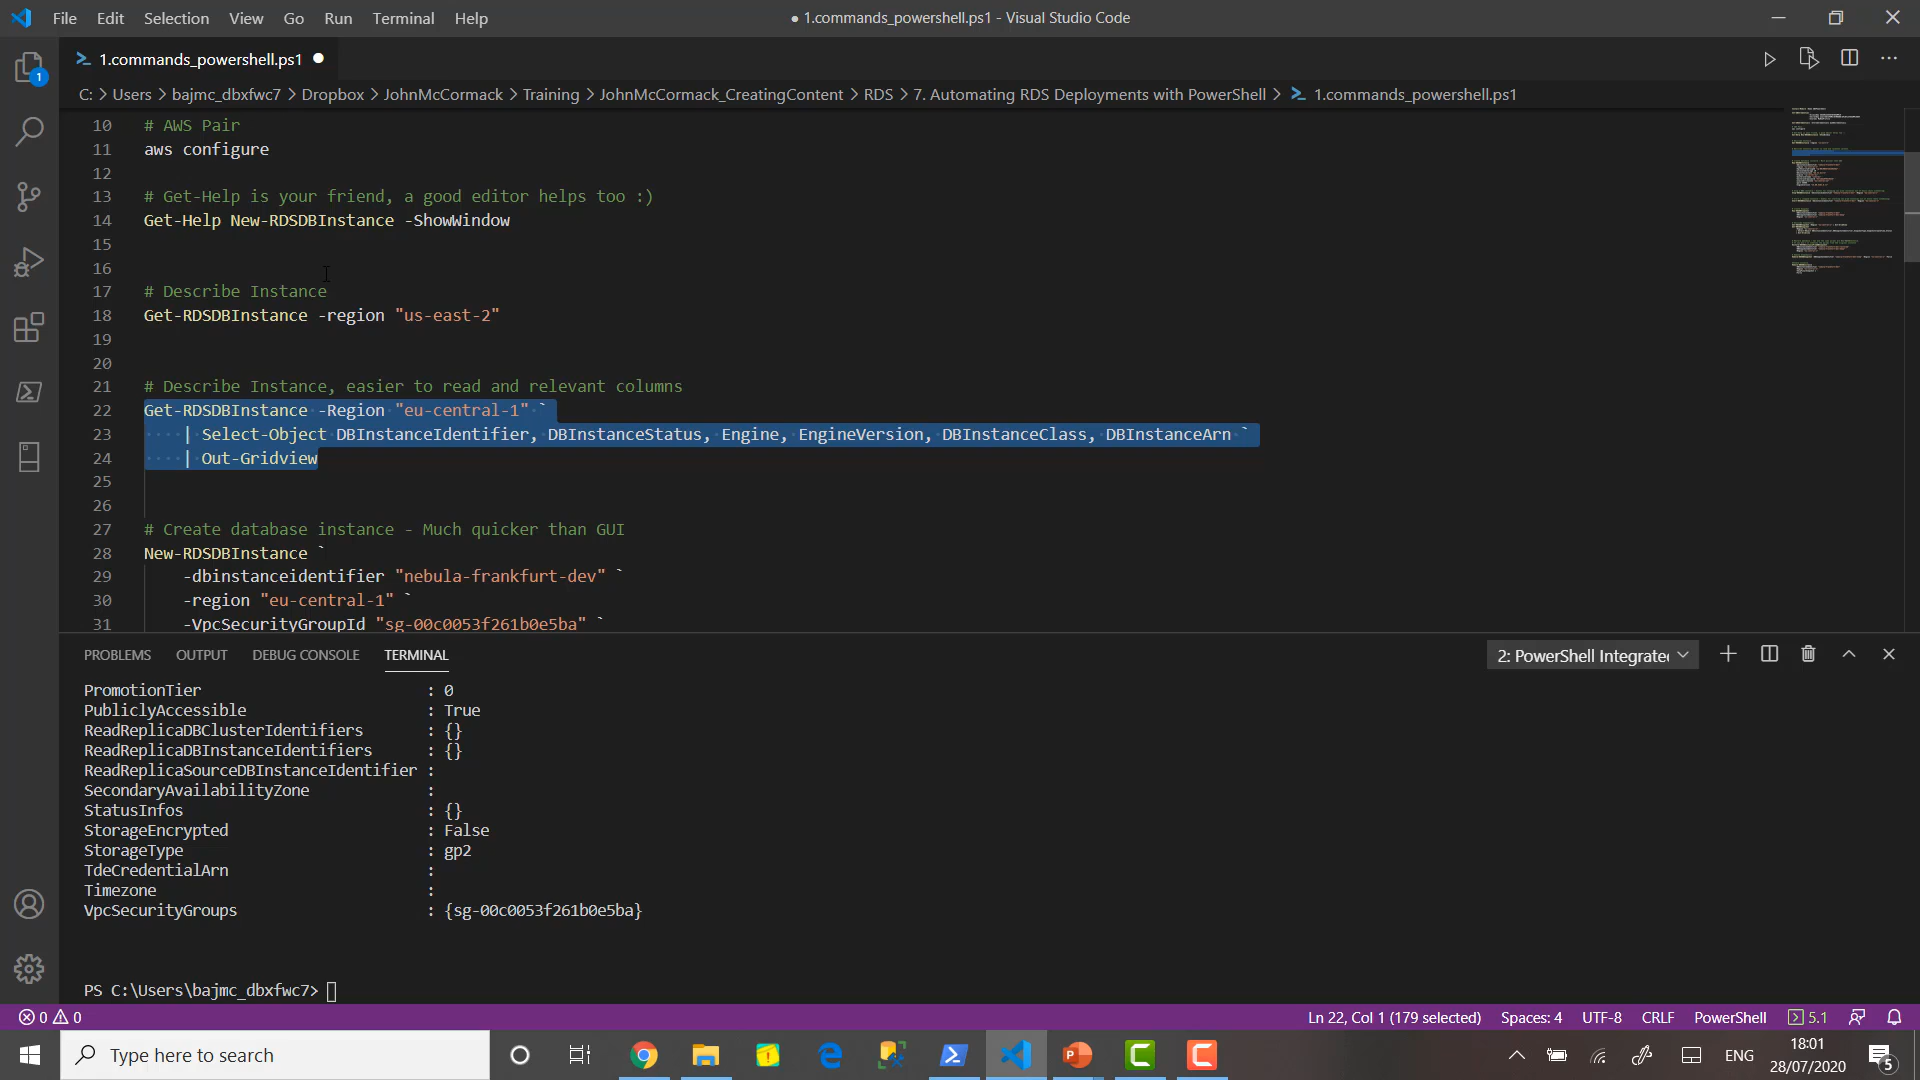 File Edit Selection View Go Run Terminal Help
● 1.commands_powershell.ps1 - Visual Studio Code
1.commands_powershell.ps1 ●
C: > Users > bajmc_dbxfwc7 > Dropbox > JohnMcCormack > Training > JohnMcCormack_CreatingContent > RDS > 7. Automating RDS Deployments with PowerShell > 1.commands_powershell.ps1
1
10 # AWS Pair
11 aws configure
12
13 # Get-Help is your friend, a good editor helps too :)
14 Get-Help New-RDSDBInstance -ShowWindow
15
16
17 # Describe Instance
18 Get-RDSDBInstance -region "us-east-2"
19
20
21 # Describe Instance, easier to read and relevant columns
22 Get-RDSDBInstance -Region "eu-central-1" `
23 | Select-Object DBInstanceIdentifier, DBInstanceStatus, Engine, EngineVersion, DBInstanceClass, DBInstanceArn `
24 | Out-Gridview
25
26
27 # Create database instance - Much quicker than GUI
28 New-RDSDBInstance `
29 -dbinstanceidentifier "nebula-frankfurt-dev" `
30 -region "eu-central-1" `
31 -VpcSecurityGroupId "sg-00c0053f261b0e5ba" `
PROBLEMS OUTPUT DEBUG CONSOLE TERMINAL
2: PowerShell Integrate
PromotionTier : 0
PubliclyAccessible : True
ReadReplicaDBClusterIdentifiers : {}
ReadReplicaDBInstanceIdentifiers : {}
ReadReplicaSourceDBInstanceIdentifier :
SecondaryAvailabilityZone :
StatusInfos : {}
StorageEncrypted : False
StorageType : gp2
TdeCredentialArn :
Timezone :
VpcSecurityGroups : {sg-00c0053f261b0e5ba}
PS C:\Users\bajmc_dbxfwc7>
0 0
Ln 22, Col 1 (179 selected) Spaces: 4 UTF-8 CRLF PowerShell 5.1
Type here to search
ENG
18:01
28/07/2020
5